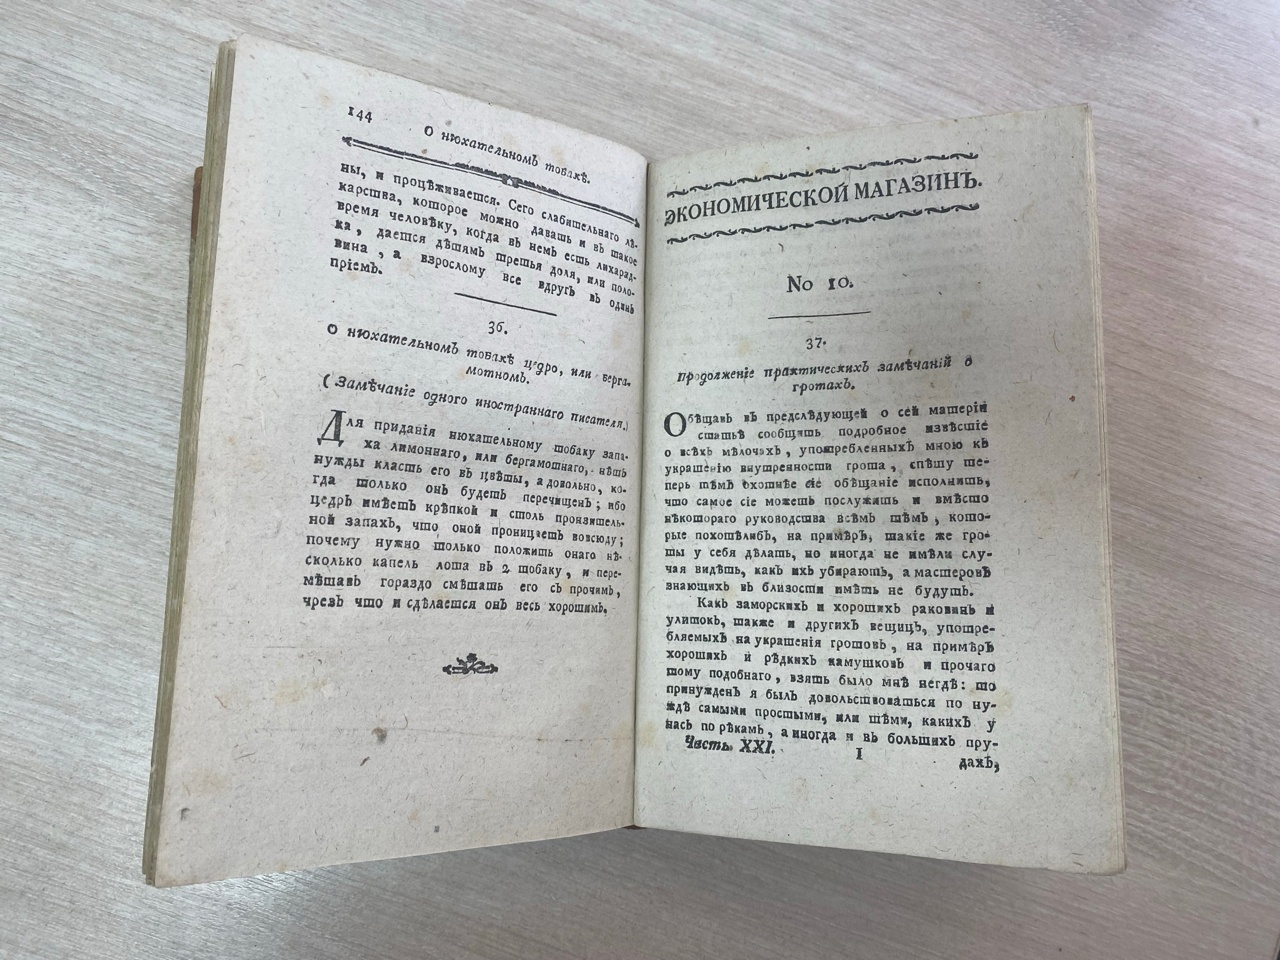 144
О нюхательномъ товакѣ.
ны, и процѣживается. Сего слабительнаго лѣ-
карства, которое можно давать и въ такое
время человѣку, когда въ немъ есть лихорад-
ка, дается дѣтямъ третья доля, или поло-
вина, а взрослому все вдругъ въ одинъ
пріемъ.
36.
О нюхательномъ товакѣ цедро, или берга-
мотномъ.
(Замѣчаніе одного иностраннаго писателя.)
Для приданія нюхательному тобаку запа-
ха лимоннаго, или бергамотнаго, нѣтъ
нужды класть его въ цвѣты, а довольно, ко-
гда только онъ будетъ перечищенъ; ибо
цедръ имѣетъ крѣпкой и столь пронзитель-
ной запахъ, что оной проницаетъ вовсюду;
почему нужно только положить онаго нѣ-
сколько капель лота въ 2 тобаку, и пере-
мѣшавъ гораздо смѣшать его съ прочимъ,
чрезъ что и сдѣлается онъ весь хорошимъ.
ЭКОНОМИЧЕСКОЙ МАГАЗИНЪ.
No 10.
37.
Продолженіе практическихъ замѣчаній о
гротахъ.
Обѣщавъ въ предслѣдующей о сей матеріи
статьѣ сообщить подробное извѣстіе
о всѣхъ мѣлочахъ, употребленныхъ мною къ
украшенію внутренности грота, спѣшу те-
перь тѣмъ охотнѣе сіе обѣщаніе исполнить,
что самое сіе можетъ послужить и вмѣсто
нѣкотораго руководства всѣмъ тѣмъ, кото-
рые похотѣлибъ, на примѣръ, такіе же гро-
ты у себя дѣлать, но иногда не имѣли слу-
чая видѣть, какъ ихъ убираютъ, а мастеровъ
знающихъ въ близости имѣть не будутъ.
Какъ заморскихъ и хорошихъ раковинъ и
улитокъ, также и другихъ вещицъ, употре-
бляемыхъ на украшенія гротовъ, на примѣръ
хорошихъ и рѣдкихъ камушковъ и прочаго
тому подобнаго, взять было мнѣ негдѣ: то
принужденъ я былъ довольствоваться по ну-
ждѣ самыми простыми, или тѣми, какихъ у
насъ по рѣкамъ, а иногда и въ большихъ пру-
Часть XXI. I дахъ,